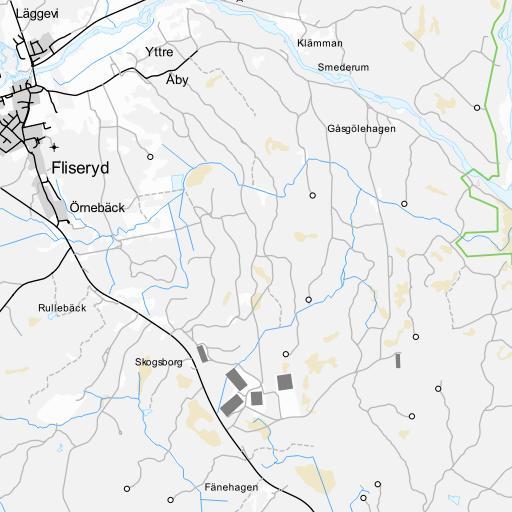 Läggevi
Klämman
Yttre
Åby
Smederum
Gåsgölehagen
Fliseryd
Örnebäck
Rullebäck
Skogsborg
Fänehagen